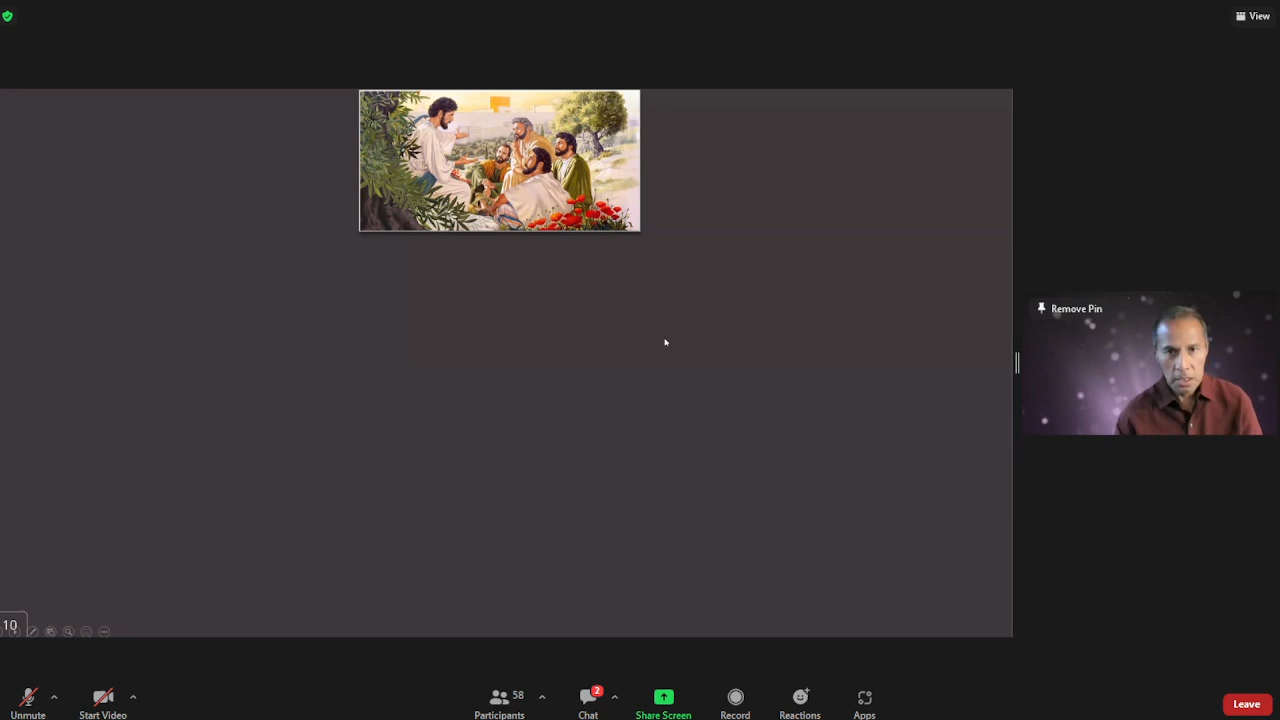 View
Remove Pin
10
58
2
Unmute
Start Video
Participants
Chat
Share Screen
Record
Reactions
Apps
Leave